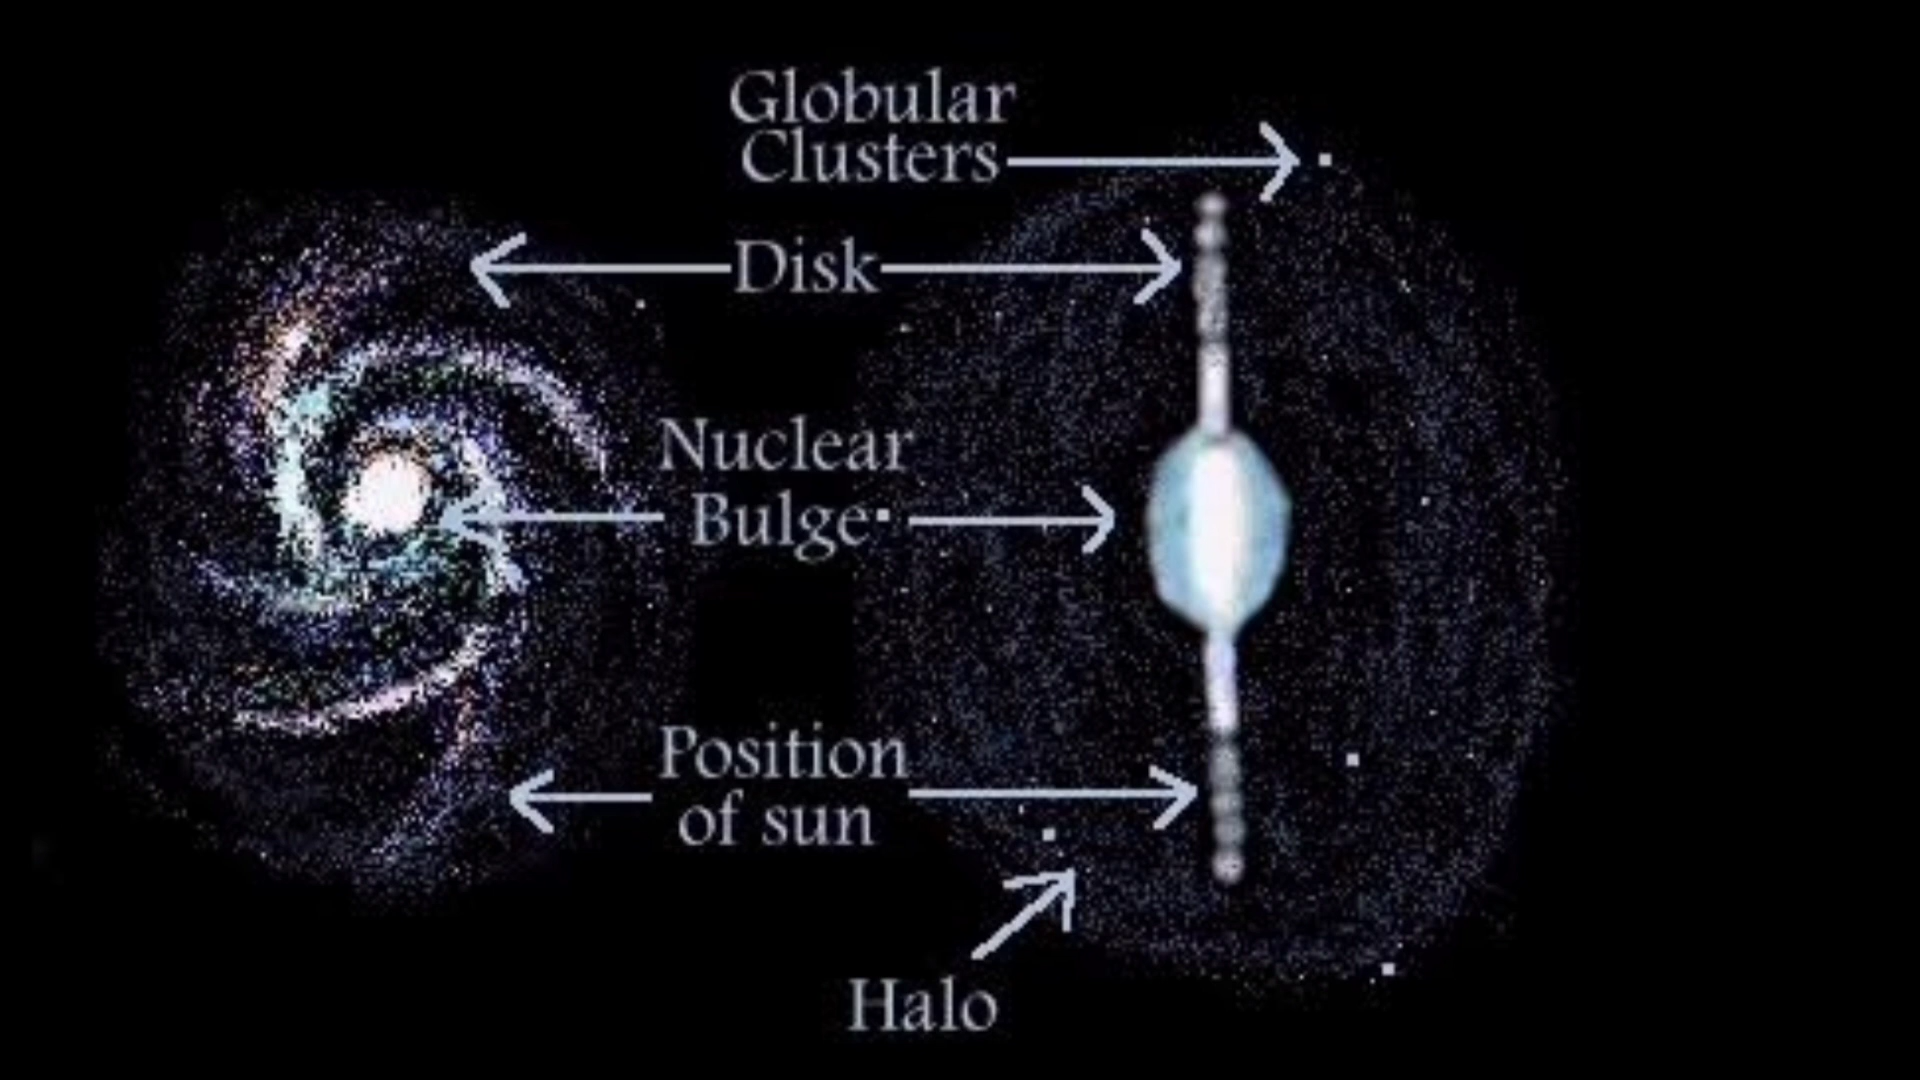 Globular
Clusters
Disk
Nuclear
Bulge
Position
of sun
Halo